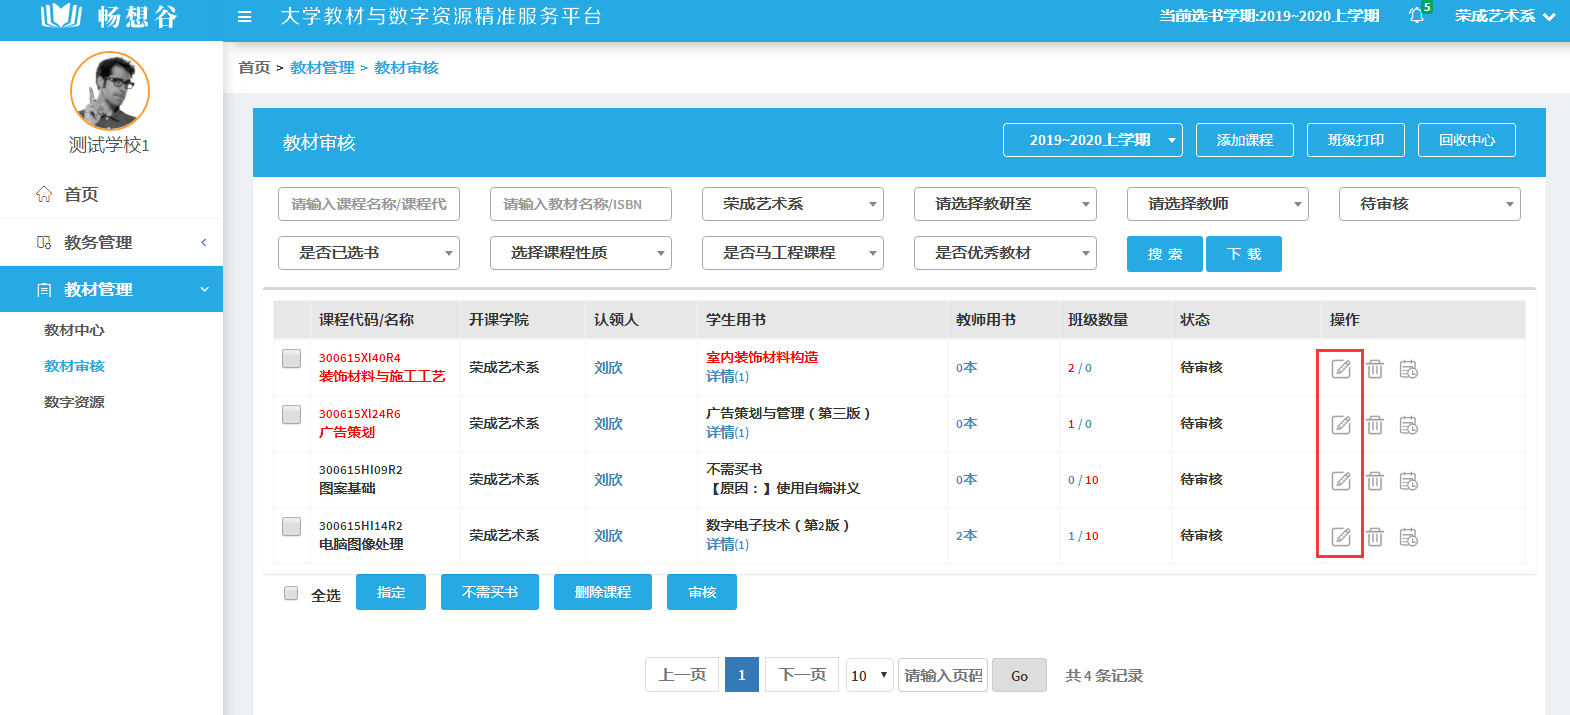 畅想谷
大学教材与数字资源精准服务平台
当前选书学期:2019~2020上学期
5
荣成艺术系
测试学校1
首页
教务管理
教材管理
教材中心
教材审核
数字资源
首页 > 教材管理 > 教材审核
教材审核
2019~2020上学期
添加课程
班级打印
回收中心
请输入课程名称/课程代
请输入教材名称/ISBN
荣成艺术系
请选择教研室
请选择教师
待审核
是否已选书
选择课程性质
是否马工程课程
是否优秀教材
搜 索
下 载
课程代码/名称 开课学院 认领人 学生用书 教师用书 班级数量 状态 操作
300615XI40R4
装饰材料与施工工艺
荣成艺术系
刘欣
室内装饰材料构造
详情(1)
0本
2 / 0
待审核
300615XI24R6
广告策划
荣成艺术系
刘欣
广告策划与管理（第三版）
详情(1)
0本
1 / 0
待审核
300615HI09R2
图案基础
荣成艺术系
刘欣
不需买书
【原因：】使用自编讲义
0本
0 / 10
待审核
300615HI14R2
电脑图像处理
荣成艺术系
刘欣
数字电子技术（第2版）
详情(1)
2本
1 / 10
待审核
全选
指定
不需买书
删除课程
审核
上一页
1
下一页
10
请输入页码
Go
共 4 条记录